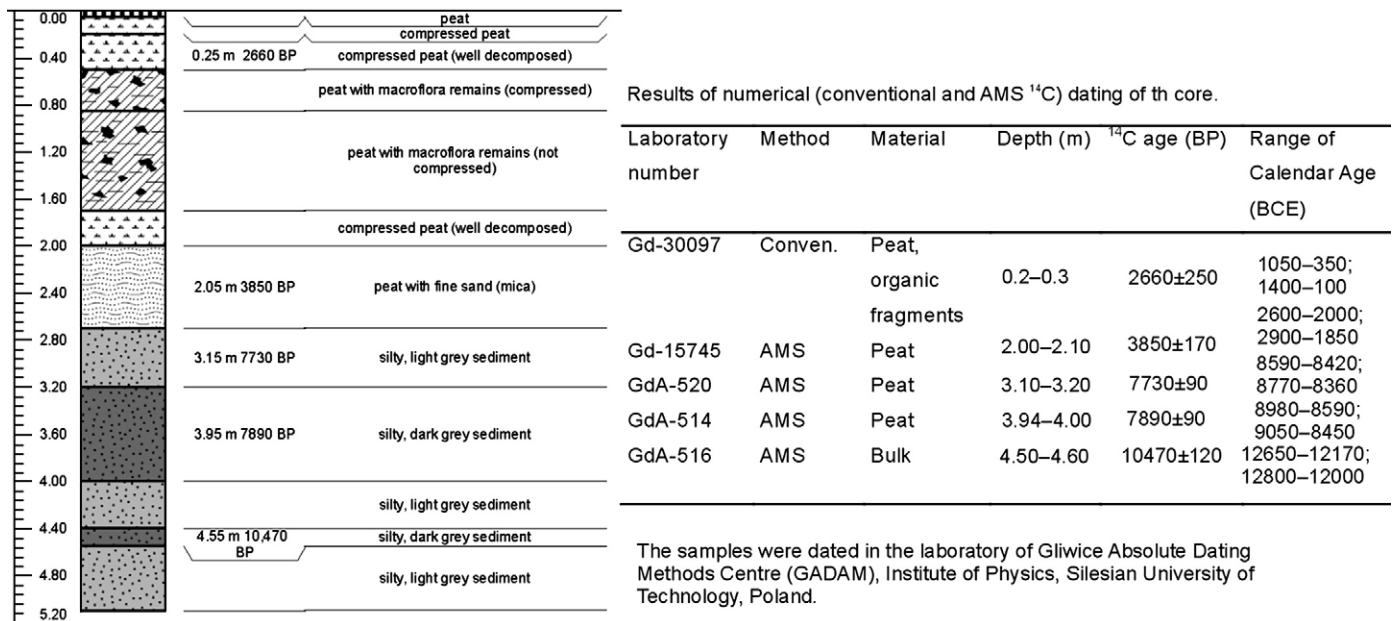 0.00
0.40
0.80
1.20
1.60
2.00
2.40
2.80
3.20
3.60
4.00
4.40
4.80
5.20
peat
compressed peat
0.25 m 2660 BP compressed peat (well decomposed)
peat with macroflora remains (compressed)
peat with macroflora remains (not
compressed)
compressed peat (well decomposed)
2.05 m 3850 BP peat with fine sand (mica)
3.15 m 7730 BP silty, light grey sediment
3.95 m 7890 BP silty, dark grey sediment
silty, light grey sediment
4.55 m 10,470 silty, dark grey sediment
BP
silty, light grey sediment
Results of numerical (conventional and AMS ¹⁴C) dating of th core.
Laboratory Method Material Depth (m) ¹⁴C age (BP) Range of
number Calendar Age
(BCE)
Gd-30097 Conven. Peat,
organic 0.2–0.3 2660±250 1050–350;
1400–100
fragments 2600–2000;
Gd-15745 AMS Peat 2.00–2.10 3850±170 2900–1850
8590–8420;
GdA-520 AMS Peat 3.10–3.20 7730±90 8770–8360
GdA-514 AMS Peat 3.94–4.00 7890±90 8980–8590;
9050–8450
GdA-516 AMS Bulk 4.50–4.60 10470±120 12650–12170;
12800–12000
The samples were dated in the laboratory of Gliwice Absolute Dating
Methods Centre (GADAM), Institute of Physics, Silesian University of
Technology, Poland.